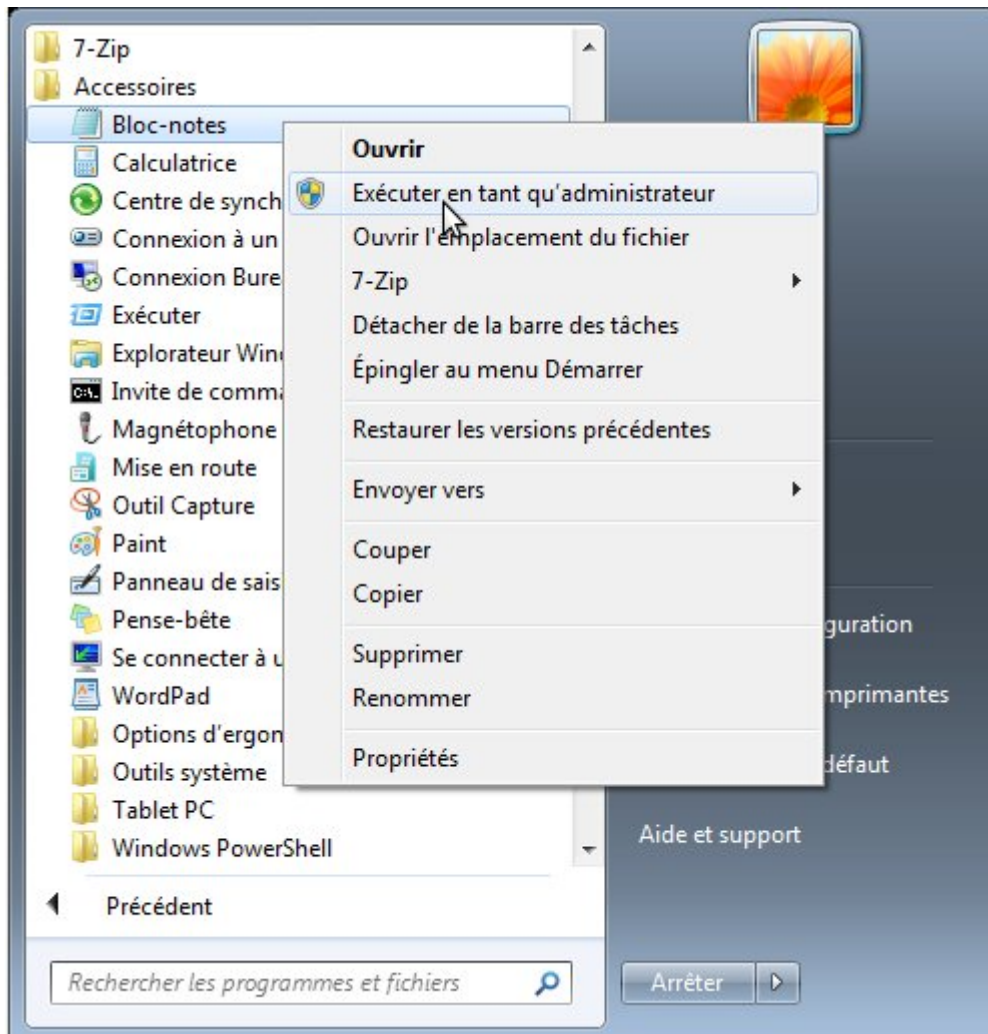 7-Zip
Accessoires
Bloc-notes
Calculatrice
Centre de synch
Connexion à un
Connexion Bure
Exécuter
Explorateur Win
Invite de comm
Magnétophone
Mise en route
Outil Capture
Paint
Panneau de sais
Pense-bête
Se connecter à u
WordPad
Options d'ergon
Outils système
Tablet PC
Windows PowerShell
Précédent
Rechercher les programmes et fichiers
Ouvrir
Exécuter en tant qu'administrateur
Ouvrir l'emplacement du fichier
7-Zip
Détacher de la barre des tâches
Épingler au menu Démarrer
Restaurer les versions précédentes
Envoyer vers
Couper
Copier
Supprimer
Renommer
Propriétés
guration
mprimantes
défaut
Aide et support
Arrêter